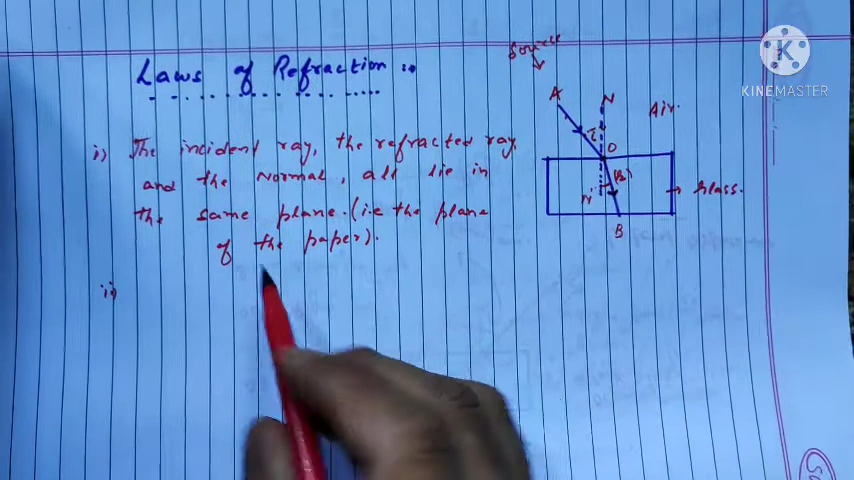 Laws of Refraction :-
i) The incident ray, the refracted ray
and the Normal, all lie in
the same plane. (i.e the plane
of the paper).
ii)
Source
A
N
Air.
i
O
N'
Glass.
B
K
KINEMASTER